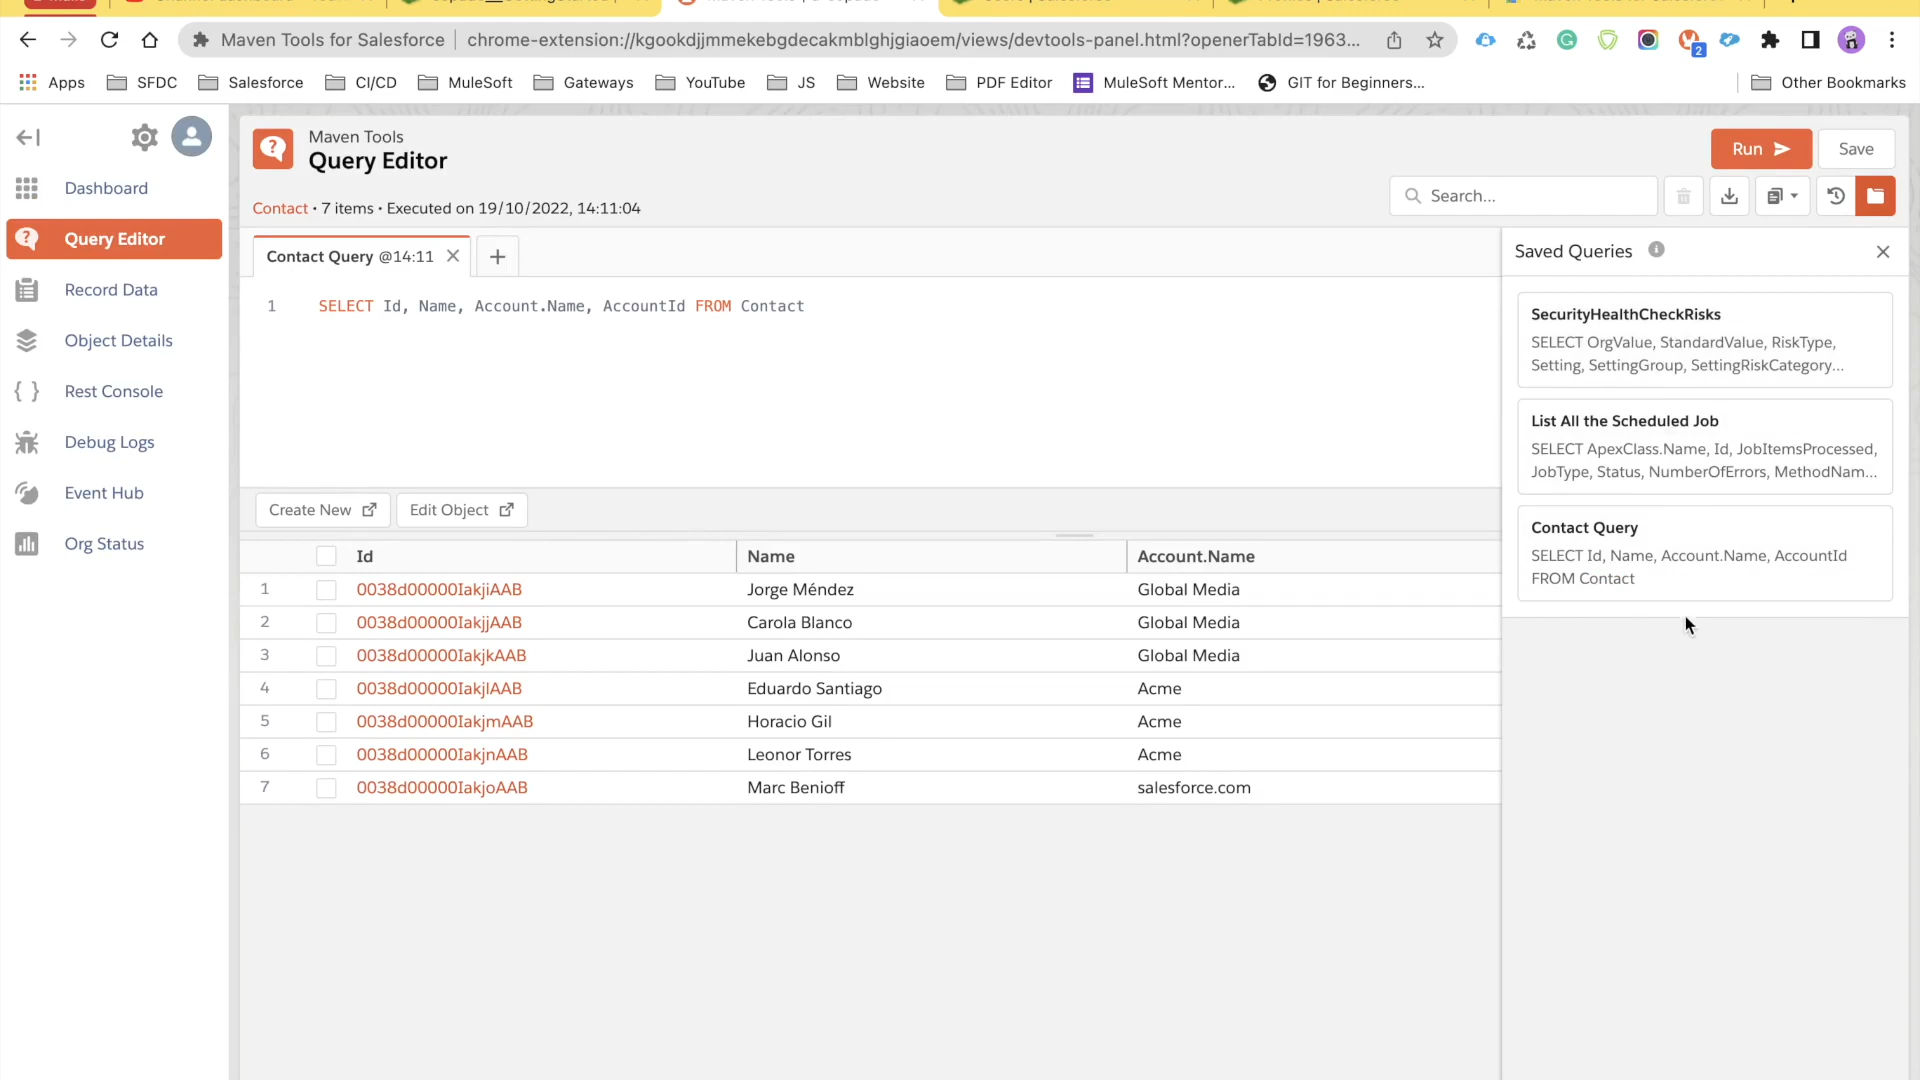 Maven Tools for Salesforce
chrome-extension://kgookdjjmmekebgdecakmblghjgiaoem/views/devtools-panel.html?openerTabId=1963...
2
Apps
SFDC
Salesforce
CI/CD
MuleSoft
Gateways
YouTube
JS
Website
PDF Editor
MuleSoft Mentor...
GIT for Beginners...
Other Bookmarks
Dashboard
Query Editor
Record Data
Object Details
Rest Console
Debug Logs
Event Hub
Org Status
Maven Tools
Query Editor
Run
Save
Contact • 7 items • Executed on 19/10/2022, 14:11:04
Search...
Contact Query @14:11
1 SELECT Id, Name, Account.Name, AccountId FROM Contact
Create New
Edit Object
Id Name Account.Name
1 0038d00000IakjiAAB Jorge Méndez Global Media
2 0038d00000IakjjAAB Carola Blanco Global Media
3 0038d00000IakjkAAB Juan Alonso Global Media
4 0038d00000IakjlAAB Eduardo Santiago Acme
5 0038d00000IakjmAAB Horacio Gil Acme
6 0038d00000IakjnAAB Leonor Torres Acme
7 0038d00000IakjoAAB Marc Benioff salesforce.com
Saved Queries
SecurityHealthCheckRisks
SELECT OrgValue, StandardValue, RiskType,
Setting, SettingGroup, SettingRiskCategory...
List All the Scheduled Job
SELECT ApexClass.Name, Id, JobItemsProcessed,
JobType, Status, NumberOfErrors, MethodNam...
Contact Query
SELECT Id, Name, Account.Name, AccountId
FROM Contact